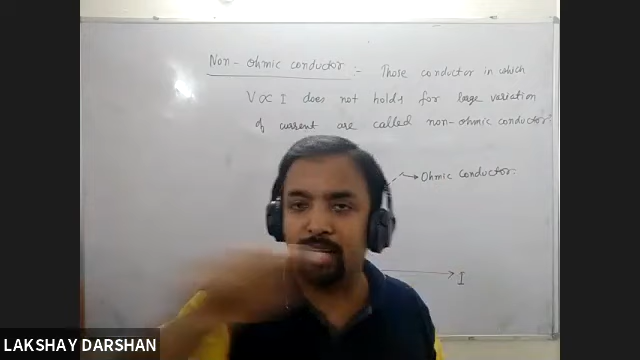 Non-ohmic conductor :- Those conductor in which
V ∝ I does not holds for large variation
of current are called non-ohmic conductor.
Ohmic conductor.
I
LAKSHAY DARSHAN